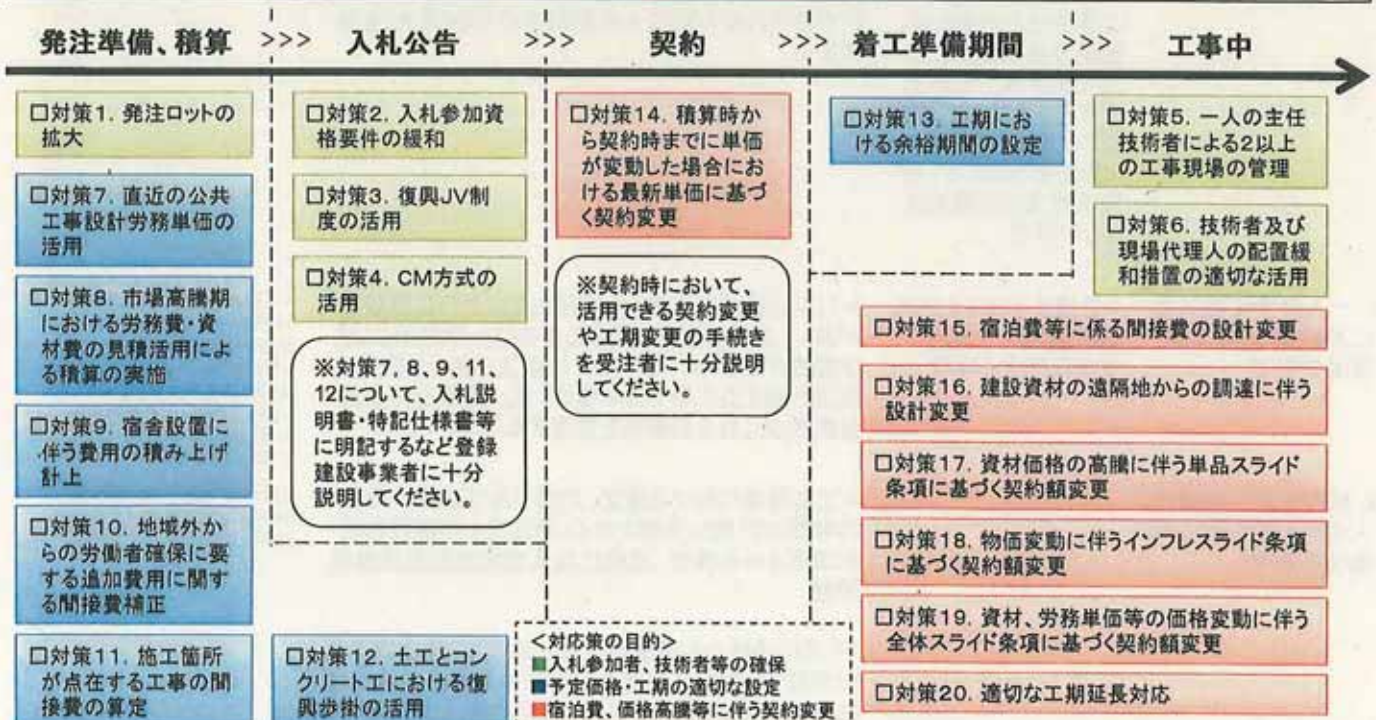 発注準備、積算 >>> 入札公告 >>> 契約 >>> 着工準備期間 >>> 工事中
□対策1. 発注ロットの
拡大
□対策7. 直近の公共
工事設計労務単価の
活用
□対策8. 市場高騰期
における労務費・資
材費の見積活用によ
る積算の実施
□対策9. 宿舎設置に
伴う費用の積み上げ
計上
□対策10. 地域外か
らの労働者確保に要
する追加費用に関す
る間接費補正
□対策11. 施工箇所
が点在する工事の間
接費の算定
□対策2. 入札参加資
格要件の緩和
□対策3. 復興JV制
度の活用
□対策4. CM方式の
活用
※対策7、8、9、11、
12について、入札説
明書・特記仕様書等
に明記するなど登録
建設事業者に十分
説明してください。
□対策12. 土工とコン
クリート工における復
興歩掛の活用
□対策14. 積算時か
ら契約時までに単価
が変動した場合にお
ける最新単価に基づ
く契約変更
※契約時において、
活用できる契約変更
や工期変更の手続き
を受注者に十分説明
してください。
<対応策の目的>
■入札参加者、技術者等の確保
■予定価格・工期の適切な設定
■宿泊費、価格高騰等に伴う契約変更
□対策13. 工期にお
ける余裕期間の設定
□対策5. 一人の主任
技術者による2以上
の工事現場の管理
□対策6. 技術者及び
現場代理人の配置緩
和措置の適切な活用
□対策15. 宿泊費等に係る間接費の設計変更
□対策16. 建設資材の遠隔地からの調達に伴う
設計変更
□対策17. 資材価格の高騰に伴う単品スライド
条項に基づく契約額変更
□対策18. 物価変動に伴うインフレスライド条項
に基づく契約額変更
□対策19. 資材、労務単価等の価格変動に伴う
全体スライド条項に基づく契約額変更
□対策20. 適切な工期延長対応